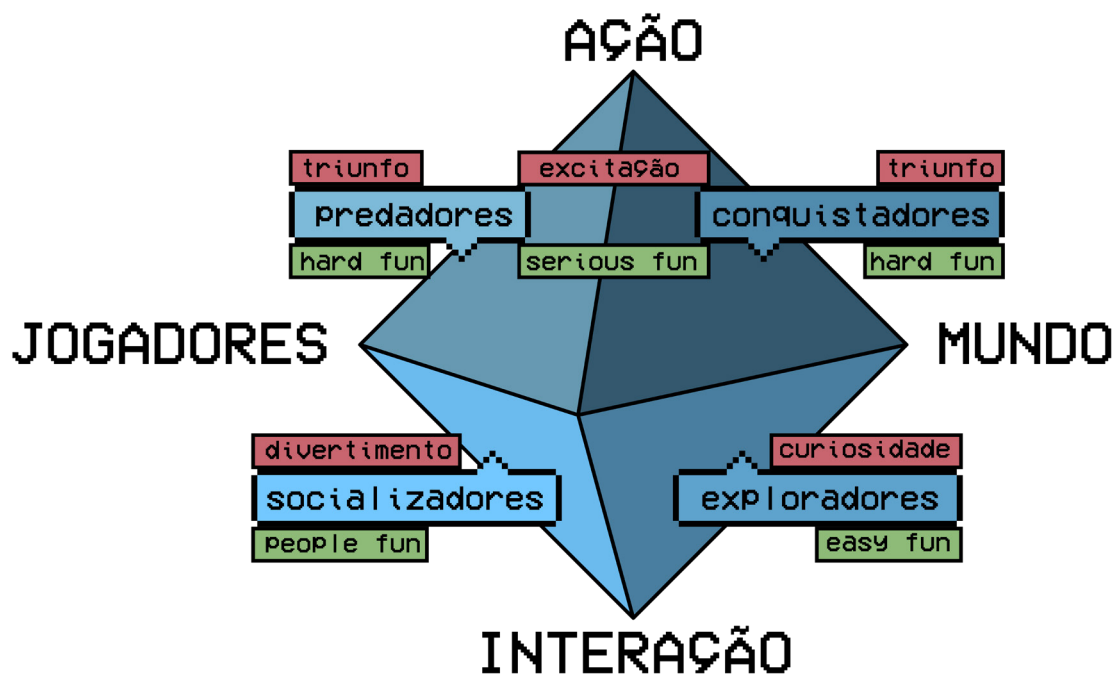 AÇÃO
triunfo
excitação
triunfo
predadores
conquistadores
hard fun
serious fun
hard fun
JOGADORES
MUNDO
divertimento
curiosidade
socializadores
exploradores
people fun
easy fun
INTERAÇÃO